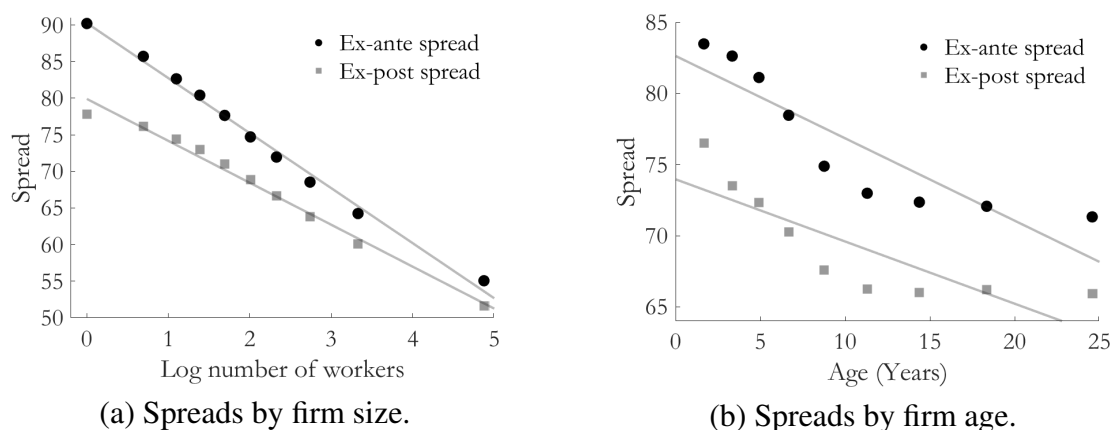 90
85
80
75
70
65
60
55
50
Spread
Ex-ante spread
Ex-post spread
0
1
2
3
4
5
Log number of workers
(a) Spreads by firm size.
85
80
75
70
65
Spread
Ex-ante spread
Ex-post spread
0
5
10
15
20
25
Age (Years)
(b) Spreads by firm age.